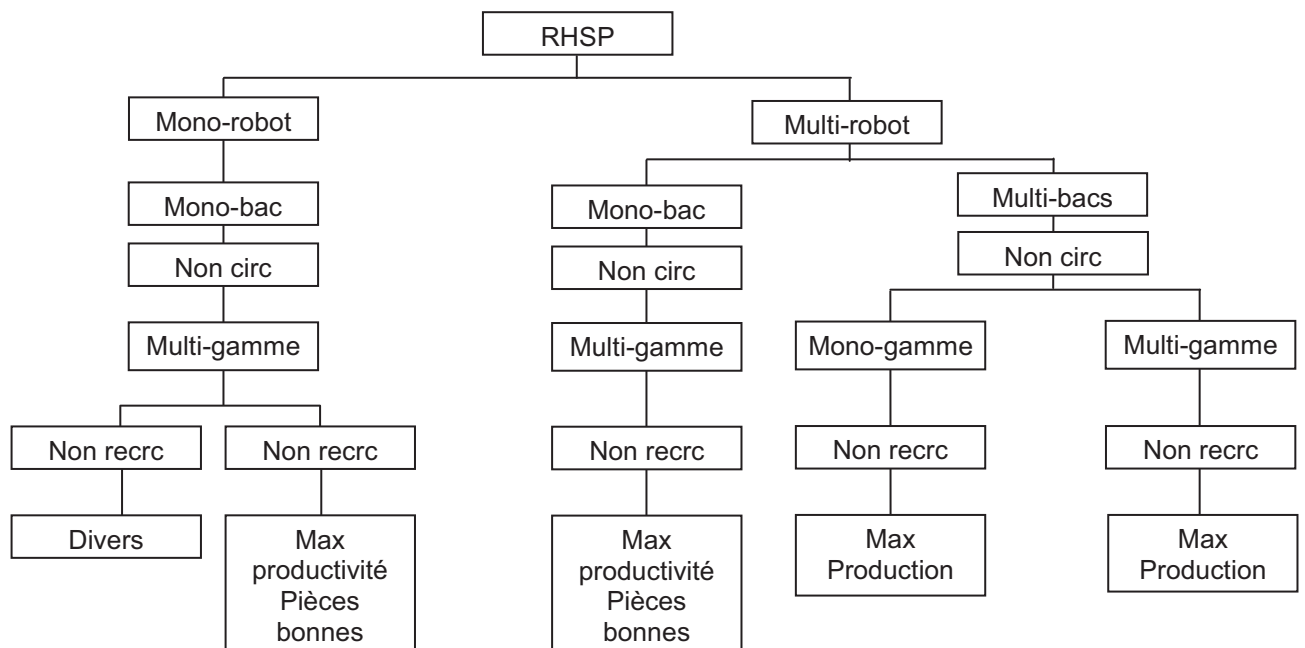 RHSP
Mono-robot
Multi-robot
Mono-bac
Mono-bac
Multi-bacs
Non circ
Non circ
Non circ
Multi-gamme
Multi-gamme
Mono-gamme
Multi-gamme
Non recrc
Non recrc
Non recrc
Non recrc
Non recrc
Divers
Max
productivité
Pièces
bonnes
Max
productivité
Pièces
bonnes
Max
Production
Max
Production